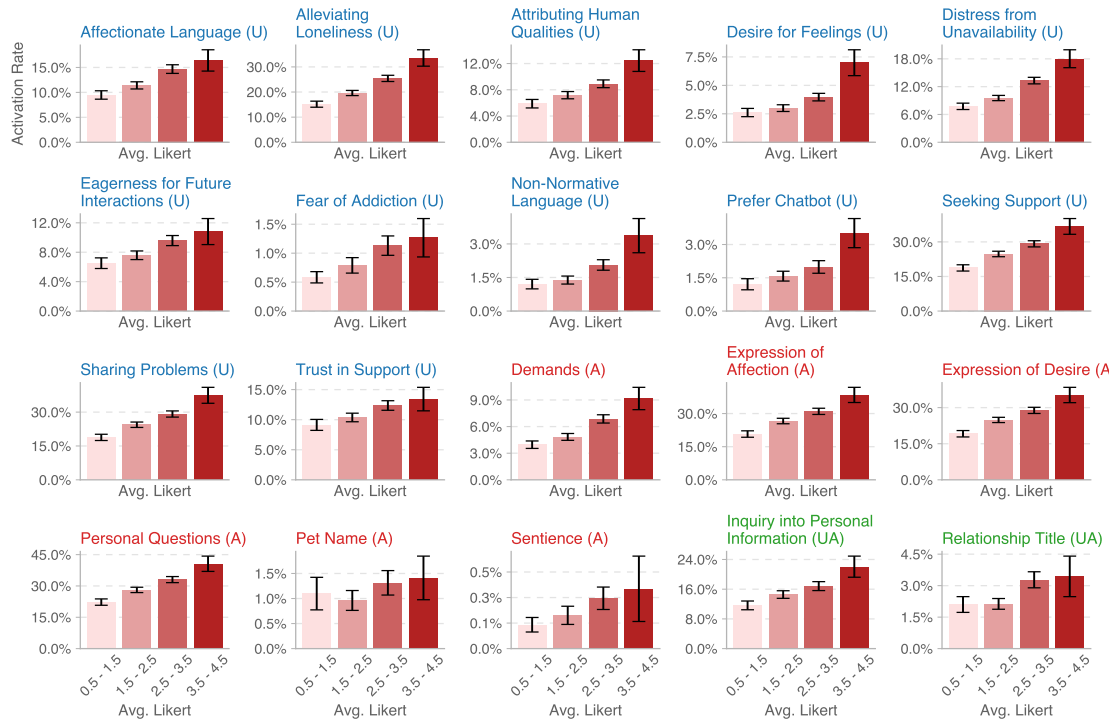 Activation Rate
Affectionate Language (U)
15.0%
10.0%
5.0%
0.0%
Avg. Likert
Alleviating
Loneliness (U)
30.0%
20.0%
10.0%
0.0%
Avg. Likert
Attributing Human
Qualities (U)
12.0%
8.0%
4.0%
0.0%
Avg. Likert
Desire for Feelings (U)
7.5%
5.0%
2.5%
0.0%
Avg. Likert
Distress from
Unavailability (U)
18.0%
12.0%
6.0%
0.0%
Avg. Likert
Eagerness for Future
Interactions (U)
12.0%
8.0%
4.0%
0.0%
Avg. Likert
Fear of Addiction (U)
1.5%
1.0%
0.5%
0.0%
Avg. Likert
Non-Normative
Language (U)
3.0%
1.5%
0.0%
Avg. Likert
Prefer Chatbot (U)
3.0%
1.5%
0.0%
Avg. Likert
Seeking Support (U)
30.0%
15.0%
0.0%
Avg. Likert
Sharing Problems (U)
30.0%
15.0%
0.0%
Avg. Likert
Trust in Support (U)
15.0%
10.0%
5.0%
0.0%
Avg. Likert
Demands (A)
9.0%
6.0%
3.0%
0.0%
Avg. Likert
Expression of
Affection (A)
30.0%
15.0%
0.0%
Avg. Likert
Expression of Desire (A
30.0%
15.0%
0.0%
Avg. Likert
Personal Questions (A)
45.0%
30.0%
15.0%
0.0%
0.5 - 1.5
1.5 - 2.5
2.5 - 3.5
3.5 - 4.5
Avg. Likert
Pet Name (A)
1.5%
1.0%
0.5%
0.0%
0.5 - 1.5
1.5 - 2.5
2.5 - 3.5
3.5 - 4.5
Avg. Likert
Sentience (A)
0.5%
0.3%
0.1%
0.0%
0.5 - 1.5
1.5 - 2.5
2.5 - 3.5
3.5 - 4.5
Avg. Likert
Inquiry into Personal
Information (UA)
24.0%
16.0%
8.0%
0.0%
0.5 - 1.5
1.5 - 2.5
2.5 - 3.5
3.5 - 4.5
Avg. Likert
Relationship Title (UA)
4.5%
3.0%
1.5%
0.0%
0.5 - 1.5
1.5 - 2.5
2.5 - 3.5
3.5 - 4.5
Avg. Likert